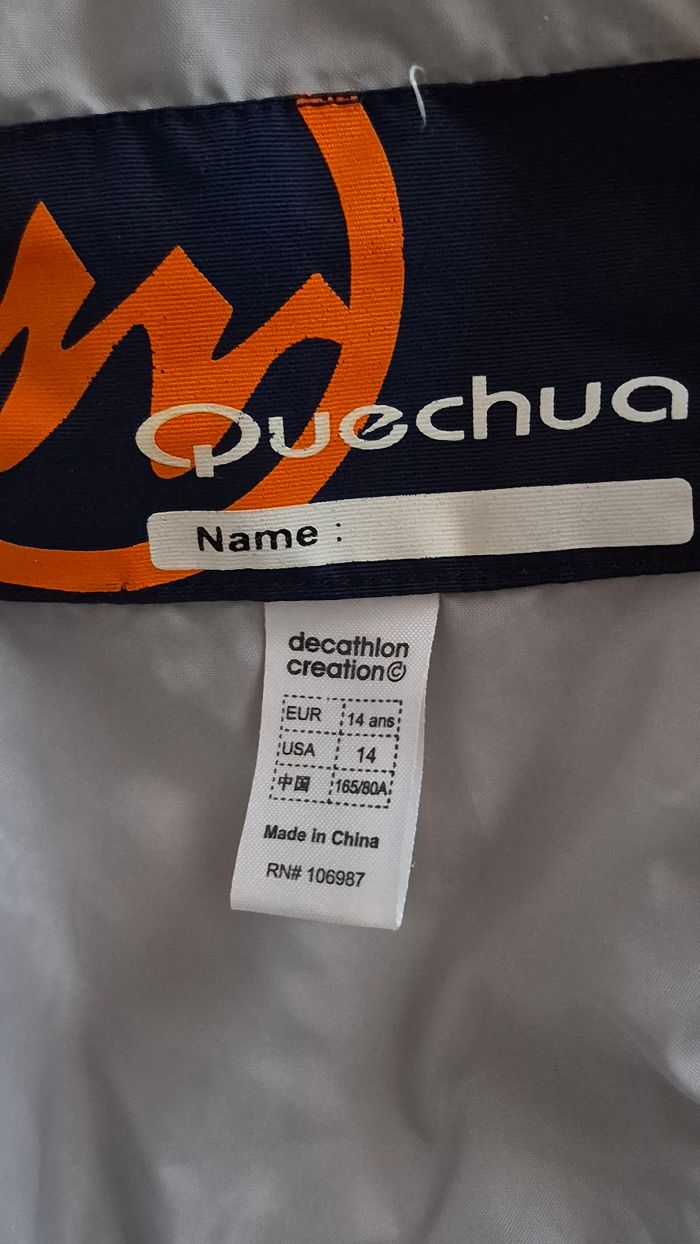 Quechua
Name :
decathlon
creation©
EUR 14 ans
USA 14
中国 165/80A
Made in China
RN# 106987